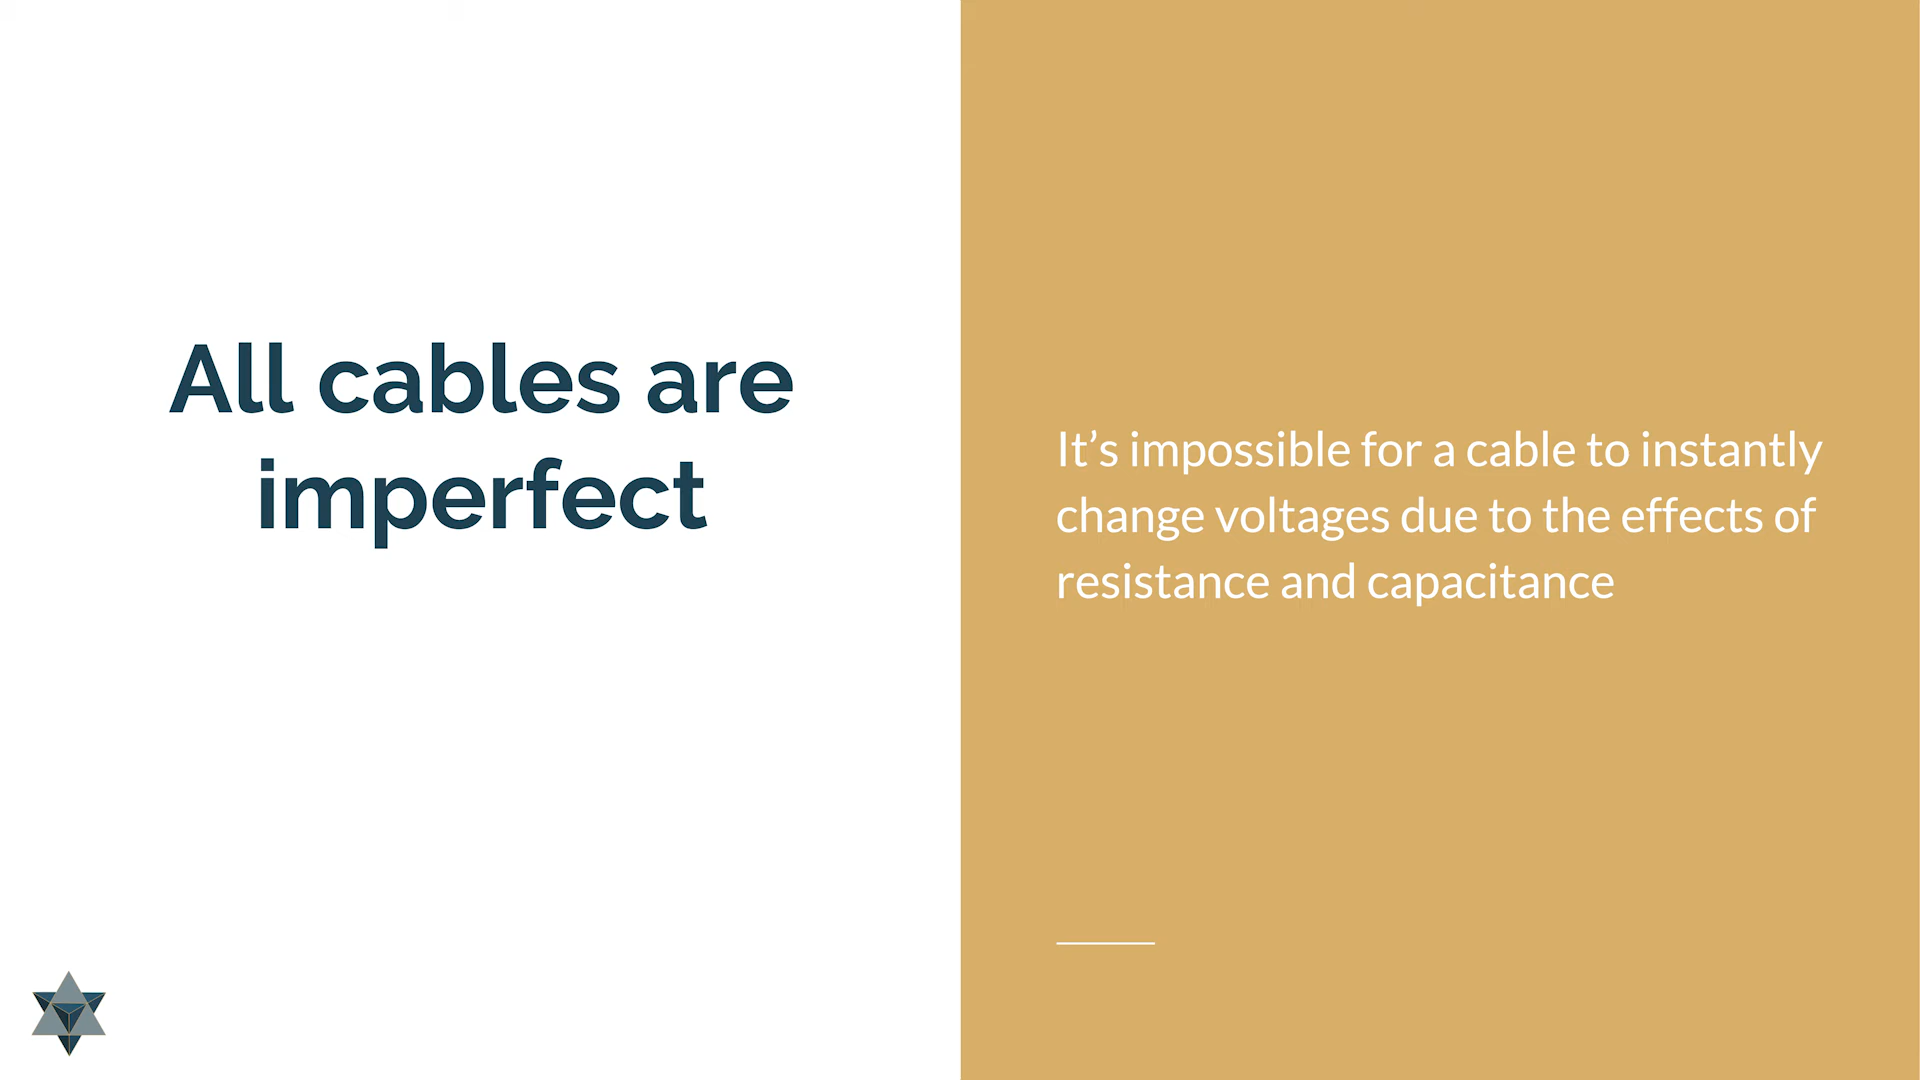 All cables are
imperfect
It’s impossible for a cable to instantly
change voltages due to the effects of
resistance and capacitance